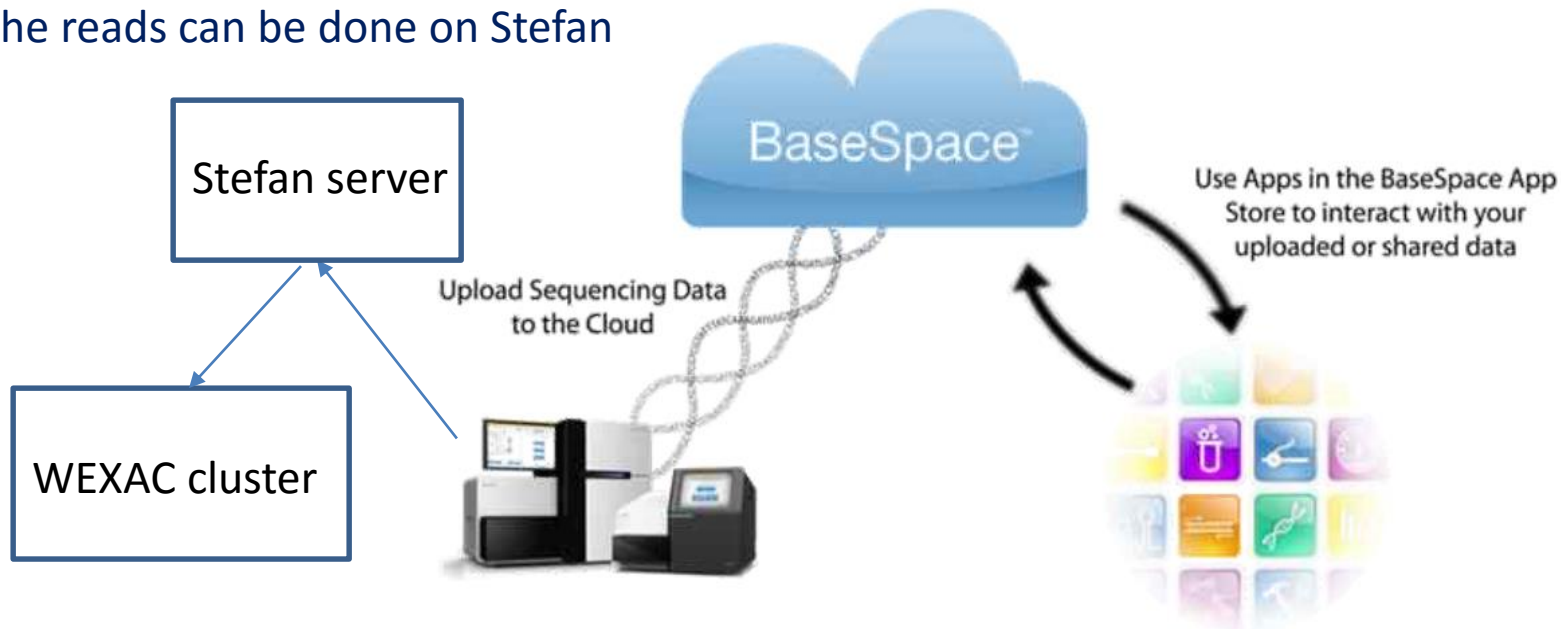 he reads can be done on Stefan
Stefan server
BaseSpace™
Use Apps in the BaseSpace App
Store to interact with your
uploaded or shared data
Upload Sequencing Data
to the Cloud
WEXAC cluster